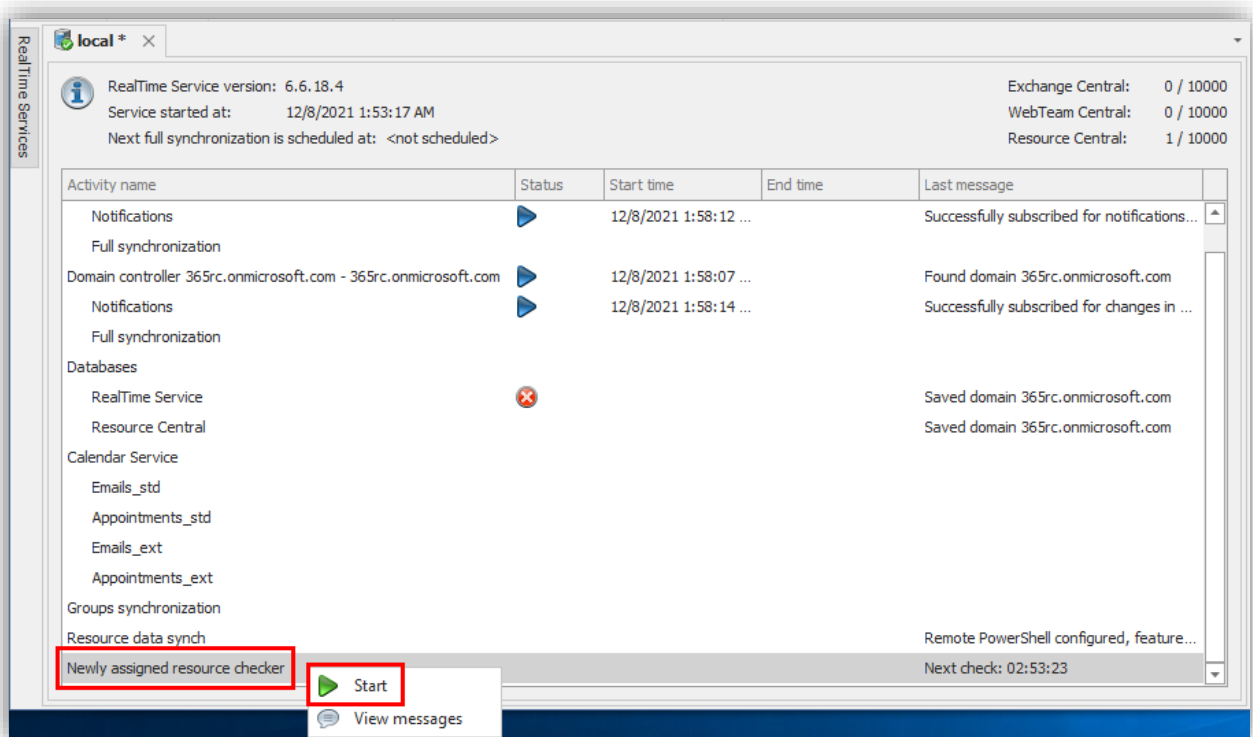 RealTime Services
local *
RealTime Service version: 6.6.18.4
Service started at: 12/8/2021 1:53:17 AM
Next full synchronization is scheduled at: <not scheduled>
Exchange Central: 0 / 10000
WebTeam Central: 0 / 10000
Resource Central: 1 / 10000
Activity name Status Start time End time Last message
Notifications 12/8/2021 1:58:12 ... Successfully subscribed for notifications...
Full synchronization
Domain controller 365rc.onmicrosoft.com - 365rc.onmicrosoft.com 12/8/2021 1:58:07 ... Found domain 365rc.onmicrosoft.com
Notifications 12/8/2021 1:58:14 ... Successfully subscribed for changes in ...
Full synchronization
Databases
RealTime Service Saved domain 365rc.onmicrosoft.com
Resource Central Saved domain 365rc.onmicrosoft.com
Calendar Service
Emails_std
Appointments_std
Emails_ext
Appointments_ext
Groups synchronization
Resource data synch Remote PowerShell configured, feature...
Newly assigned resource checker Next check: 02:53:23
Start
View messages